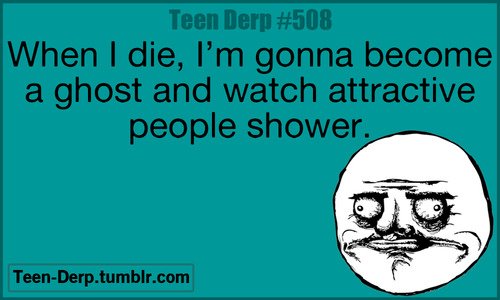 Teen Derp #508
When I die, I’m gonna become
a ghost and watch attractive
people shower.
Teen-Derp.tumblr.com